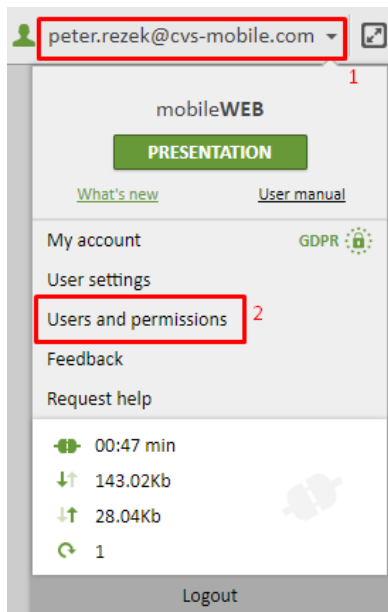 peter.rezek@cvs-mobile.com
1
mobileWEB
PRESENTATION
What's new User manual
My account GDPR
User settings
Users and permissions 2
Feedback
Request help
00:47 min
143.02Kb
28.04Kb
1
Logout